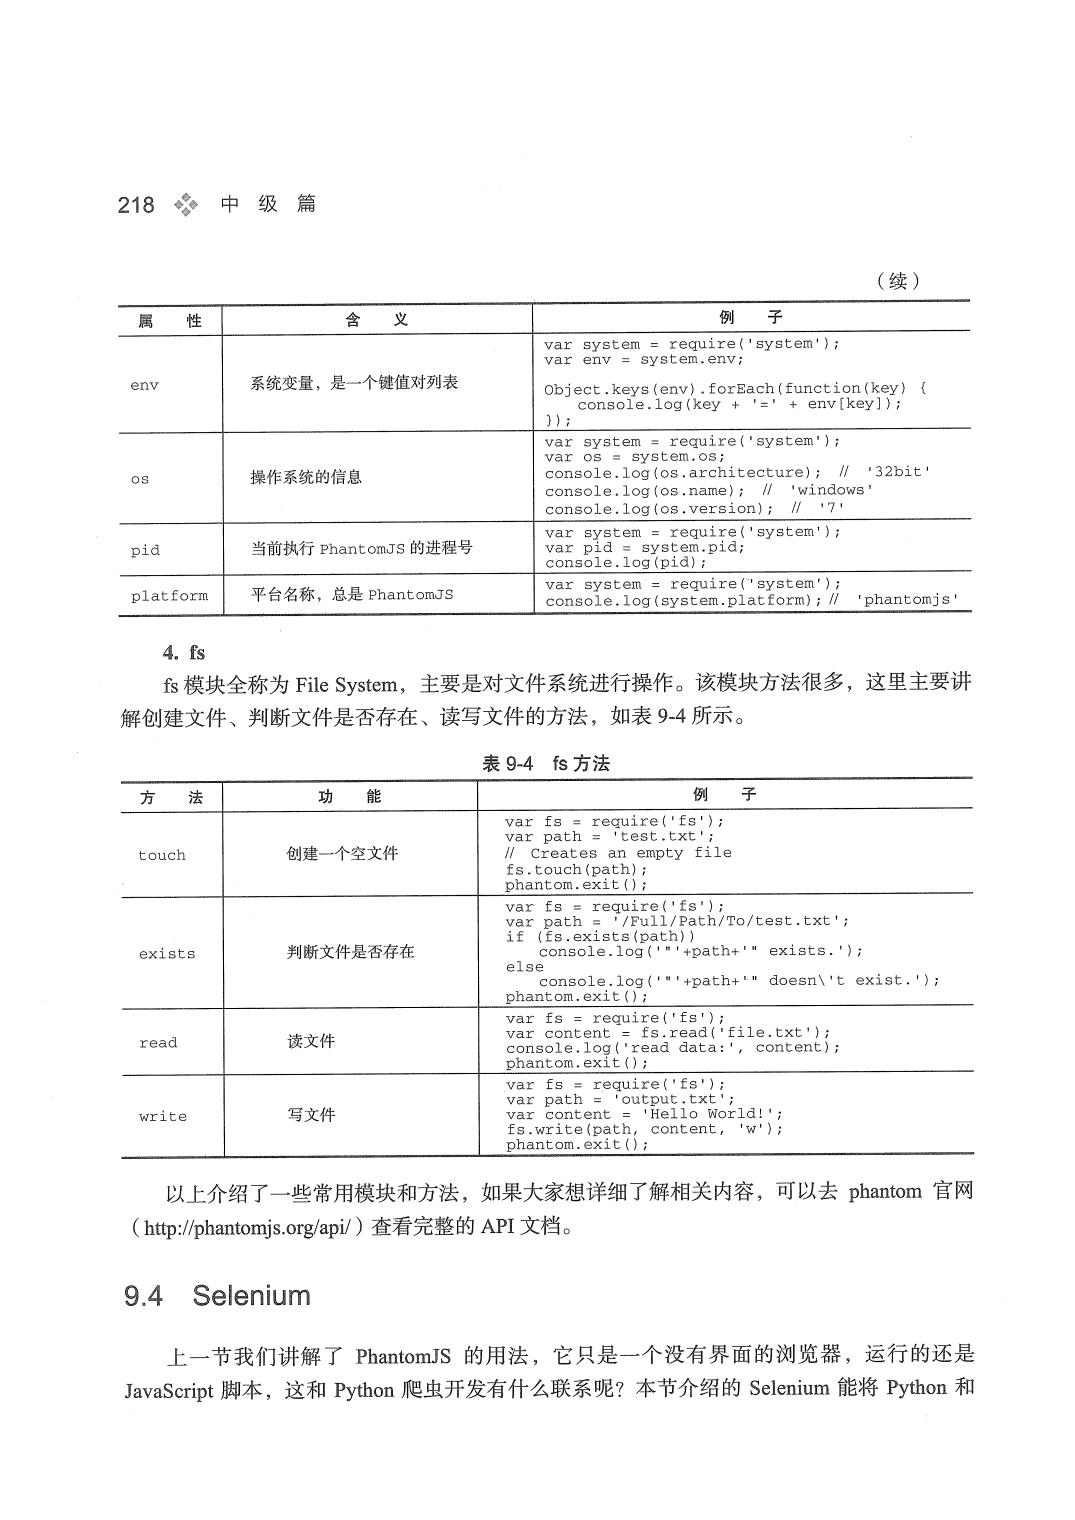 218 中 级 篇
（续）
属 性 含 义 例 子
env 系统变量，是一个键值对列表
var system = require('system');
var env = system.env;
Object.keys(env).forEach(function(key) {
console.log(key + '=' + env[key]);
});
os 操作系统的信息
var system = require('system');
var os = system.os;
console.log(os.architecture); // '32bit'
console.log(os.name); // 'windows'
console.log(os.version); // '7'
pid 当前执行 PhantomJS 的进程号
var system = require('system');
var pid = system.pid;
console.log(pid);
platform 平台名称，总是 PhantomJS
var system = require('system');
console.log(system.platform); // 'phantomjs'
4. fs
fs 模块全称为 File System，主要是对文件系统进行操作。该模块方法很多，这里主要讲
解创建文件、判断文件是否存在、读写文件的方法，如表 9-4 所示。
表 9-4 fs 方法
方 法 功 能 例 子
touch 创建一个空文件
var fs = require('fs');
var path = 'test.txt';
// Creates an empty file
fs.touch(path);
phantom.exit();
exists 判断文件是否存在
var fs = require('fs');
var path = '/Full/Path/To/test.txt';
if (fs.exists(path))
console.log('"'+path+'" exists.');
else
console.log('"'+path+'" doesn\'t exist.');
phantom.exit();
read 读文件
var fs = require('fs');
var content = fs.read('file.txt');
console.log('read data:', content);
phantom.exit();
write 写文件
var fs = require('fs');
var path = 'output.txt';
var content = 'Hello World!';
fs.write(path, content, 'w');
phantom.exit();
以上介绍了一些常用模块和方法，如果大家想详细了解相关内容，可以去 phantom 官网
（http://phantomjs.org/api/）查看完整的 API 文档。
9.4 Selenium
上一节我们讲解了 PhantomJS 的用法，它只是一个没有界面的浏览器，运行的还是
JavaScript 脚本，这和 Python 爬虫开发有什么联系呢？本节介绍的 Selenium 能将 Python 和